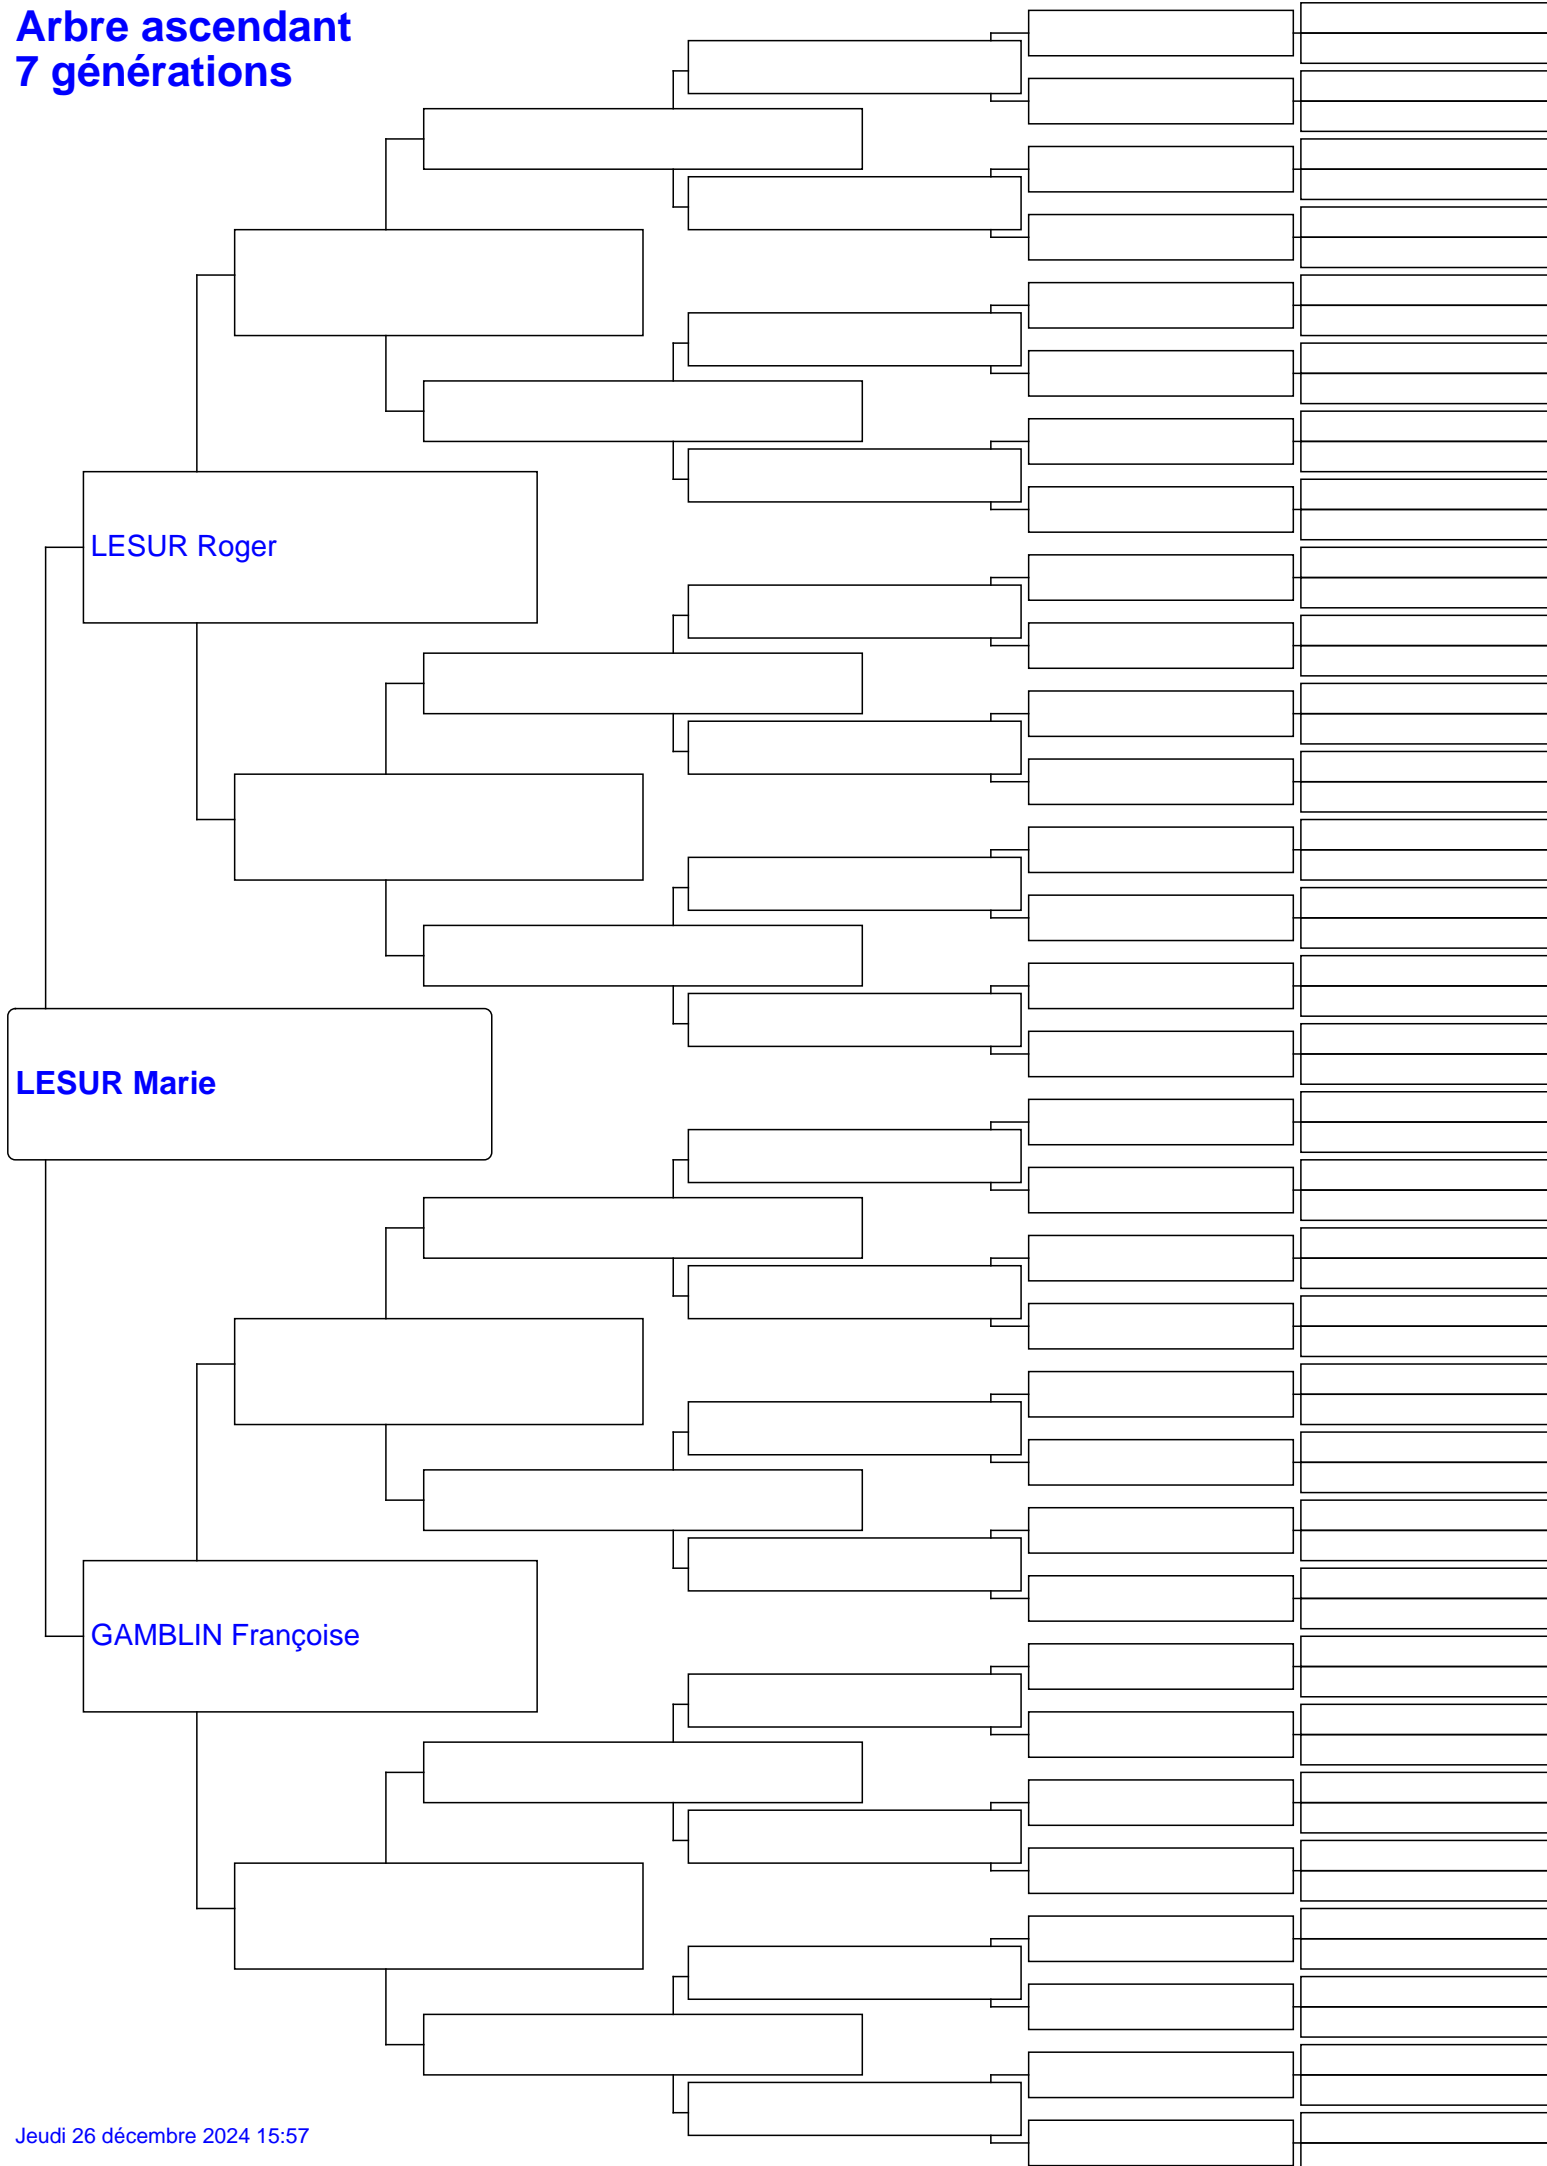 Arbre ascendant
7 générations
LESUR Roger
LESUR Marie
GAMBLIN Françoise
Jeudi 26 décembre 2024 15:57